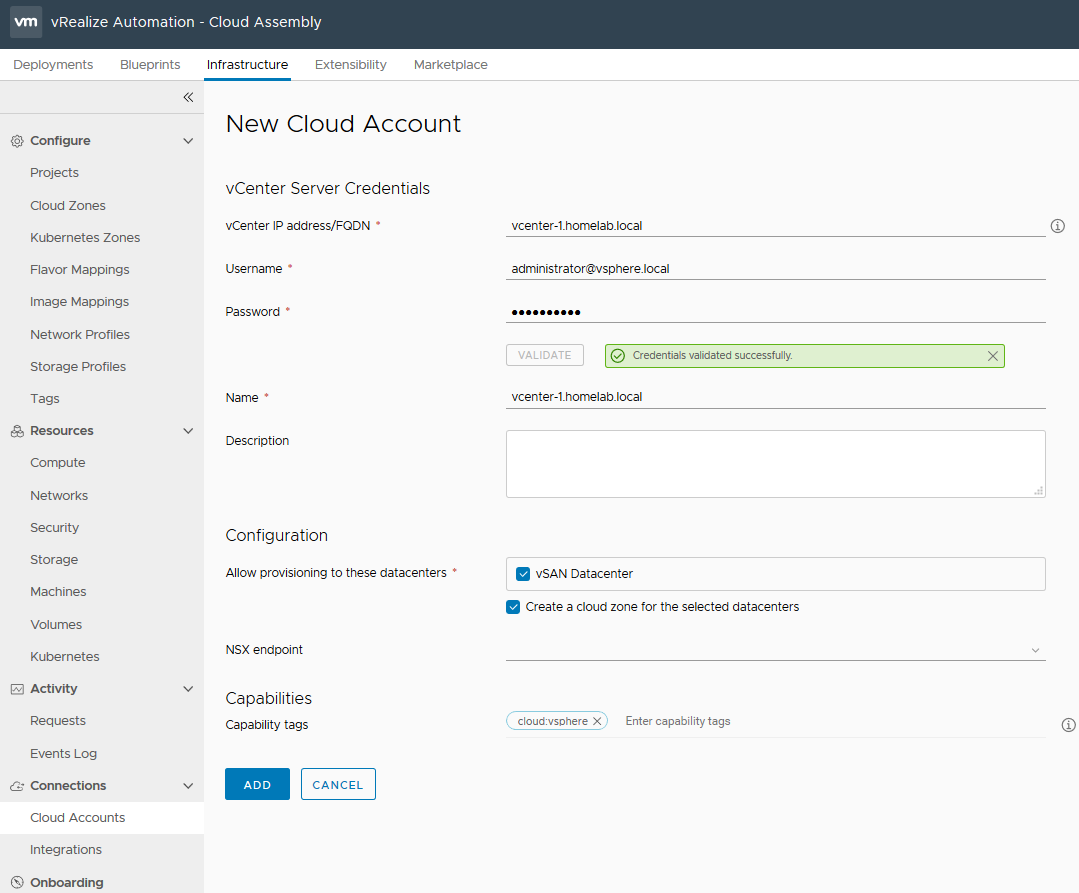 vm vRealize Automation - Cloud Assembly
Deployments Blueprints Infrastructure Extensibility Marketplace
Configure
Projects
Cloud Zones
Kubernetes Zones
Flavor Mappings
Image Mappings
Network Profiles
Storage Profiles
Tags
Resources
Compute
Networks
Security
Storage
Machines
Volumes
Kubernetes
Activity
Requests
Events Log
Connections
Cloud Accounts
Integrations
Onboarding
New Cloud Account
vCenter Server Credentials
vCenter IP address/FQDN * vcenter-1.homelab.local
Username * administrator@vsphere.local
Password * ••••••••••
VALIDATE Credentials validated successfully.
Name * vcenter-1.homelab.local
Description
Configuration
Allow provisioning to these datacenters * vSAN Datacenter
Create a cloud zone for the selected datacenters
NSX endpoint
Capabilities
Capability tags cloud:vsphere Enter capability tags
ADD CANCEL